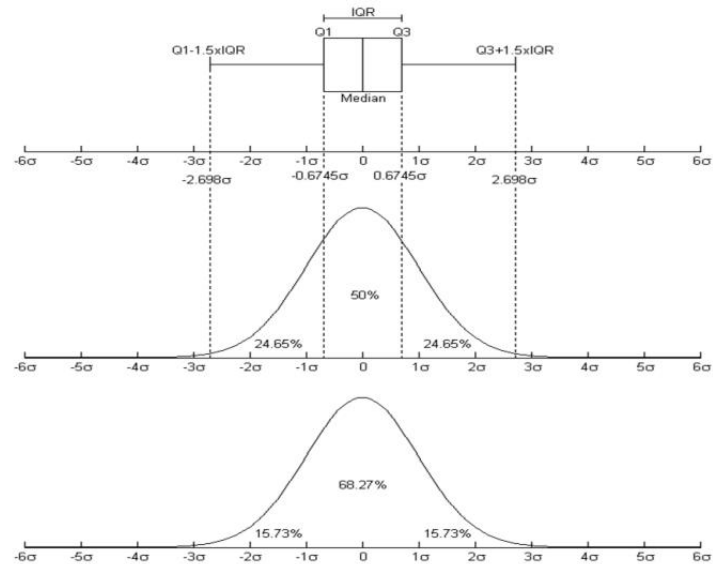 IQR
Q1 Q3
Q1-1.5xIQR Q3+1.5xIQR
Median
-6σ -5σ -4σ -3σ -2σ -1σ 0 1σ 2σ 3σ 4σ 5σ 6σ
-2.698σ -0.6745σ 0.6745σ 2.698σ
50%
24.65% 24.65%
-6σ -5σ -4σ -3σ -2σ -1σ 0 1σ 2σ 3σ 4σ 5σ 6σ
68.27%
15.73% 15.73%
-6σ -5σ -4σ -3σ -2σ -1σ 0 1σ 2σ 3σ 4σ 5σ 6σ